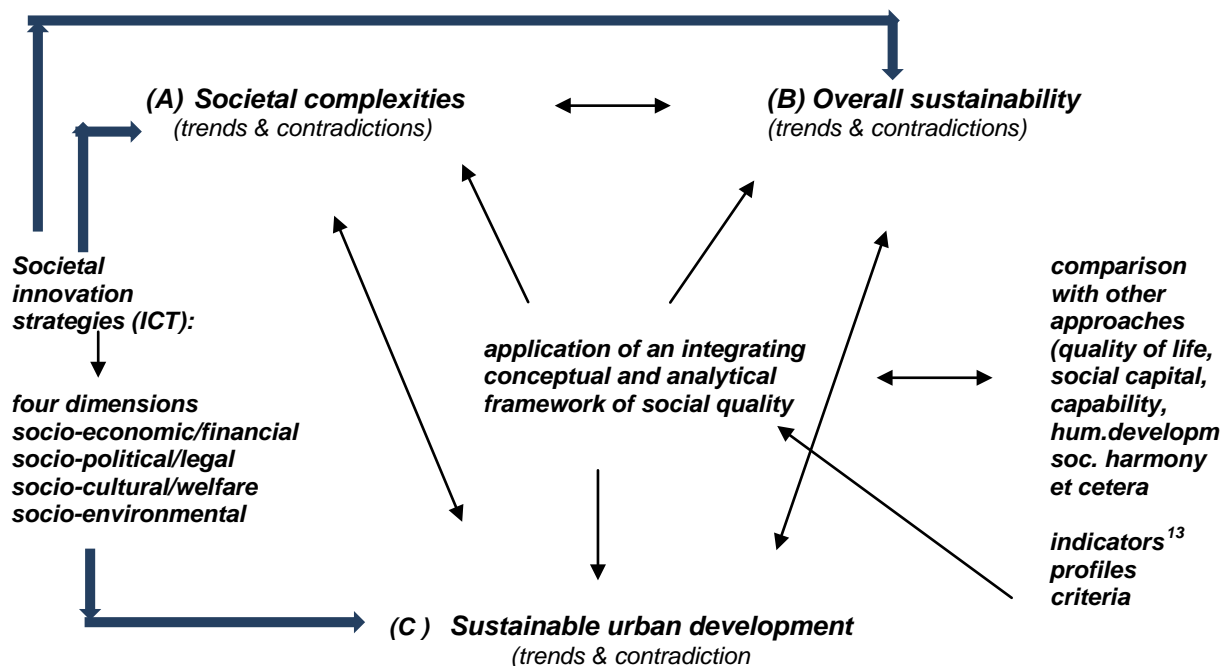 (A) Societal complexities
(trends & contradictions)
(B) Overall sustainability
(trends & contradictions)
Societal
innovation
strategies (ICT):
four dimensions
socio-economic/financial
socio-political/legal
socio-cultural/welfare
socio-environmental
application of an integrating
conceptual and analytical
framework of social quality
comparison
with other
approaches
(quality of life,
social capital,
capability,
hum.developm
soc. harmony
et cetera
indicators¹³
profiles
criteria
(C ) Sustainable urban development
(trends & contradiction